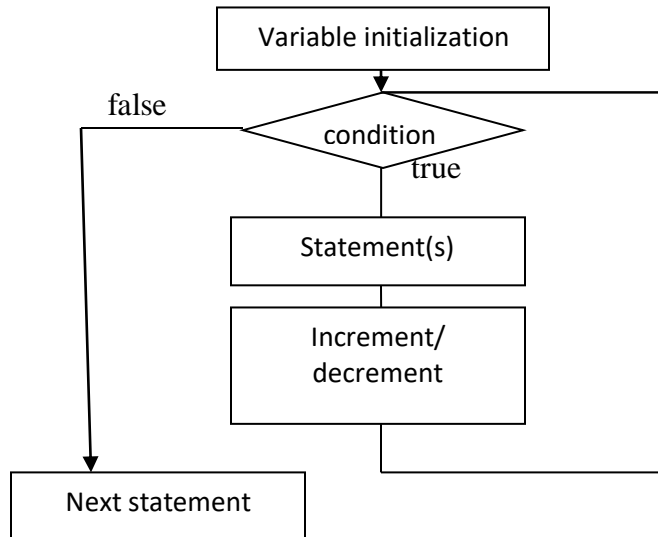 Variable initialization
false
condition
true
Statement(s)
Increment/
decrement
Next statement